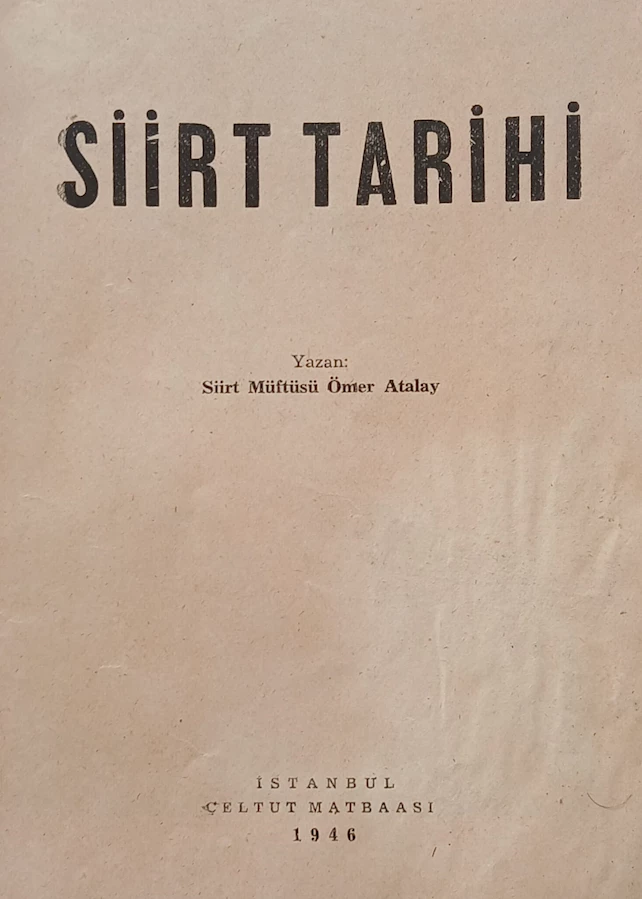 SİİRT TARİHİ
Yazan:
Siirt Müftüsü Ömer Atalay
İSTANBUL
ÇELTUT MATBAASI
1946